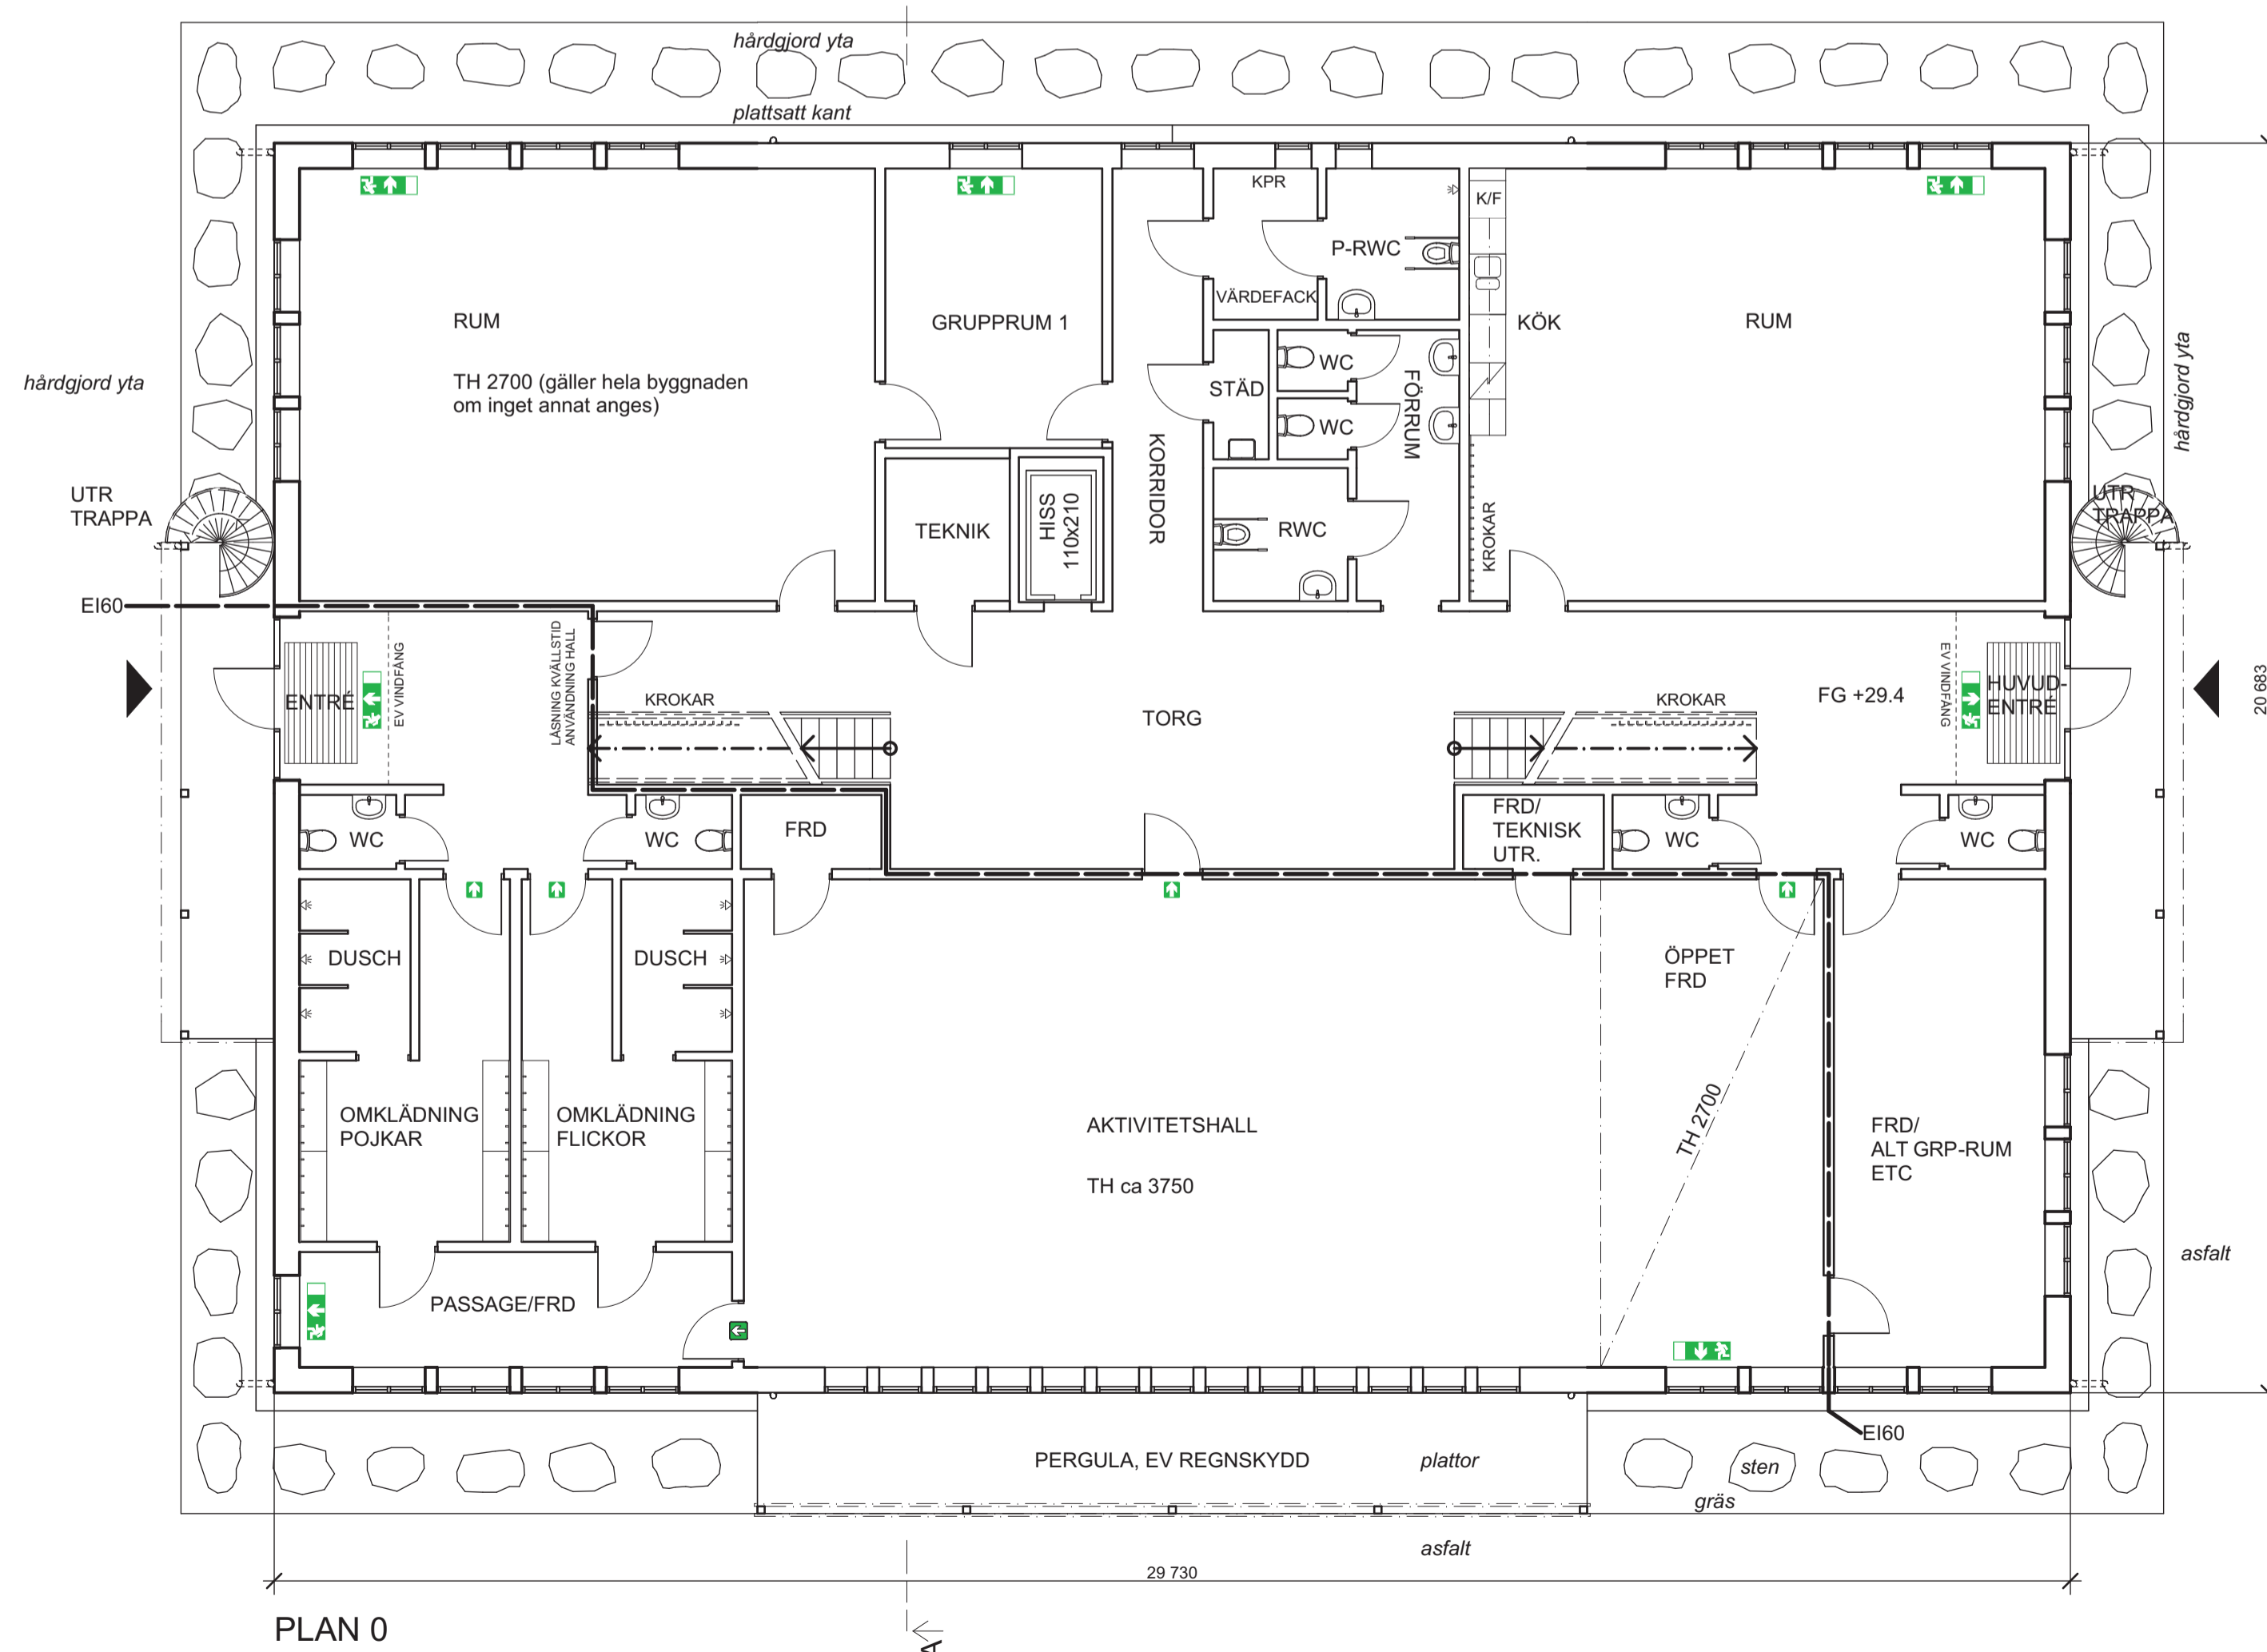 hårdgjord yta
plattsatt kant
KPR
K/F
P-RWC
VÄRDEFACK
RUM
GRUPPRUM 1
KÖK
RUM
TH 2700 (gäller hela byggnaden
om inget annat anges)
hårdgjord yta
hårdgjord yta
WC
STÄD
WC
FÖRRUM
KORRIDOR
UTR
TRAPPA
UTR
TRAPPA
TEKNIK
HISS
110x210
RWC
KROKAR
EI60
ENTRÉ
EV VINDFÅNG
LÅSNING KVÄLLSTID
ANVÄNDNING HALL
KROKAR
TORG
KROKAR
FG +29.4
EV VINDFÅNG
HUVUD-
ENTRÉ
20 683
WC
WC
FRD
FRD/
TEKNISK
UTR.
WC
WC
DUSCH
DUSCH
ÖPPET
FRD
OMKLÄDNING
POJKAR
OMKLÄDNING
FLICKOR
AKTIVITETSHALL
TH ca 3750
TH 2700
FRD/
ALT GRP-RUM
ETC
asfalt
PASSAGE/FRD
EI60
PERGULA, EV REGNSKYDD
plattor
sten
gräs
asfalt
29 730
PLAN 0
A